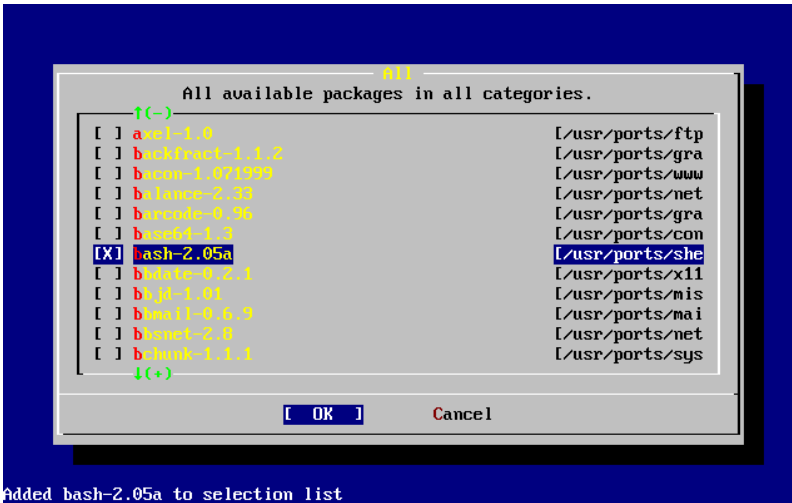 All
All available packages in all categories.
↑(-)
[ ] axel-1.0 [/usr/ports/ftp
[ ] backfract-1.1.2 [/usr/ports/gra
[ ] bacon-1.071999 [/usr/ports/www
[ ] balance-2.33 [/usr/ports/net
[ ] barcode-0.96 [/usr/ports/gra
[ ] base64-1.3 [/usr/ports/con
[X] bash-2.05a [/usr/ports/she
[ ] bbdate-0.2.1 [/usr/ports/x11
[ ] bbjd-1.01 [/usr/ports/mis
[ ] bbmail-0.6.9 [/usr/ports/mai
[ ] bbsnet-2.8 [/usr/ports/net
[ ] bchunk-1.1.1 [/usr/ports/sys
↓(+)
[ OK ] Cancel
Added bash-2.05a to selection list